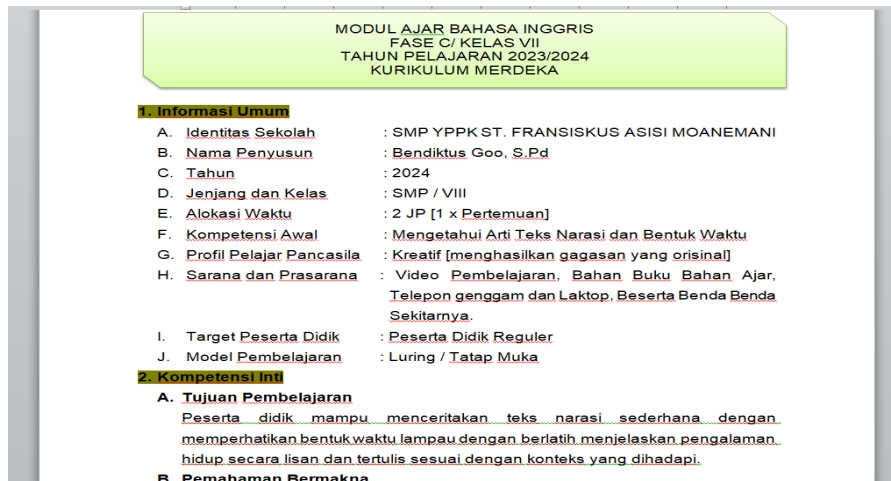 MODUL AJAR BAHASA INGGRIS
FASE C/ KELAS VII
TAHUN PELAJARAN 2023/2024
KURIKULUM MERDEKA
1. Informasi Umum
A. Identitas Sekolah : SMP YPPK ST. FRANSISKUS ASISI MOANEMANI
B. Nama Penyusun : Bendiktus Goo, S.Pd
C. Tahun : 2024
D. Jenjang dan Kelas : SMP / VIII
E. Alokasi Waktu : 2 JP [1 x Pertemuan]
F. Kompetensi Awal : Mengetahui Arti Teks Narasi dan Bentuk Waktu
G. Profil Pelajar Pancasila : Kreatif [menghasilkan gagasan yang orisinal]
H. Sarana dan Prasarana : Video Pembelajaran, Bahan Buku Bahan Ajar,
Telepon genggam dan Laktop, Beserta Benda Benda
Sekitarnya.
I. Target Peserta Didik : Peserta Didik Reguler
J. Model Pembelajaran : Luring / Tatap Muka
2. Kompetensi Inti
A. Tujuan Pembelajaran
Peserta didik mampu menceritakan teks narasi sederhana dengan
memperhatikan bentuk waktu lampau dengan berlatih menjelaskan pengalaman
hidup secara lisan dan tertulis sesuai dengan konteks yang dihadapi.
B. Pemahaman Bermakna